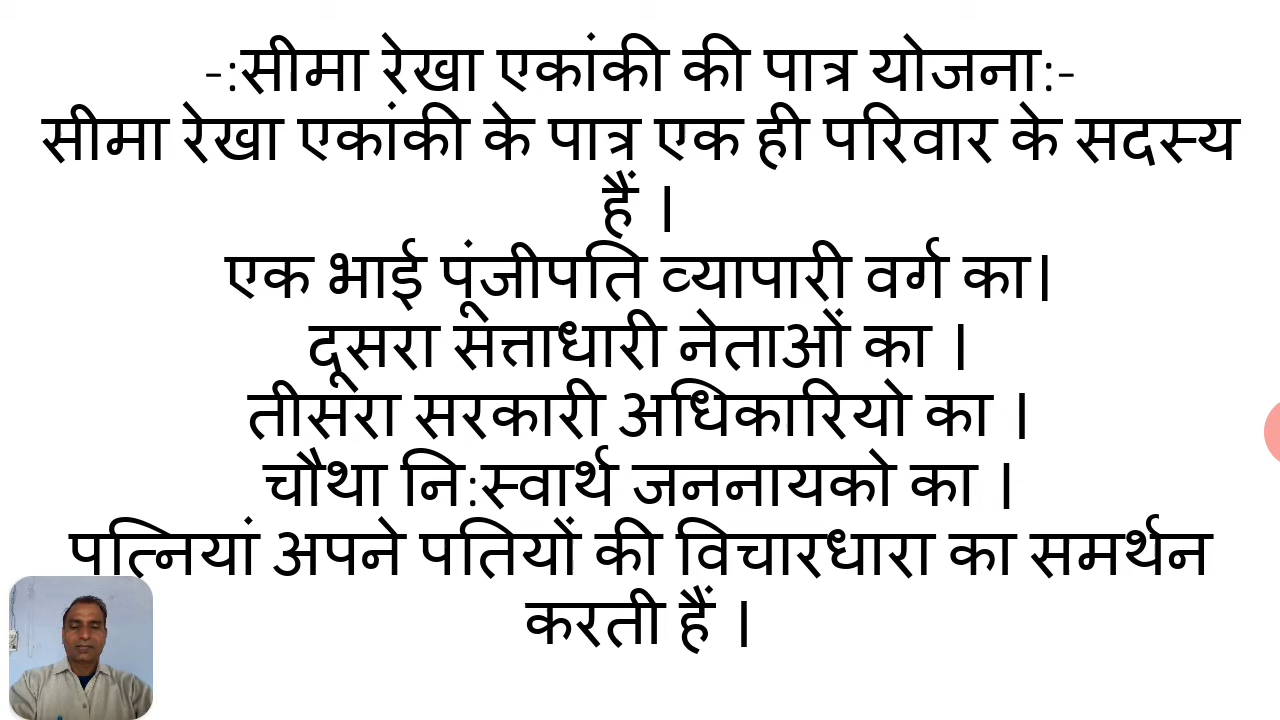 -:सीमा रेखा एकांकी की पात्र योजना:-
सीमा रेखा एकांकी के पात्र एक ही परिवार के सदस्य
हैं ।
एक भाई पूंजीपति व्यापारी वर्ग का।
दूसरा सत्ताधारी नेताओं का ।
तीसरा सरकारी अधिकारियो का ।
चौथा नि:स्वार्थ जननायको का ।
पत्नियां अपने पतियों की विचारधारा का समर्थन
करती हैं ।